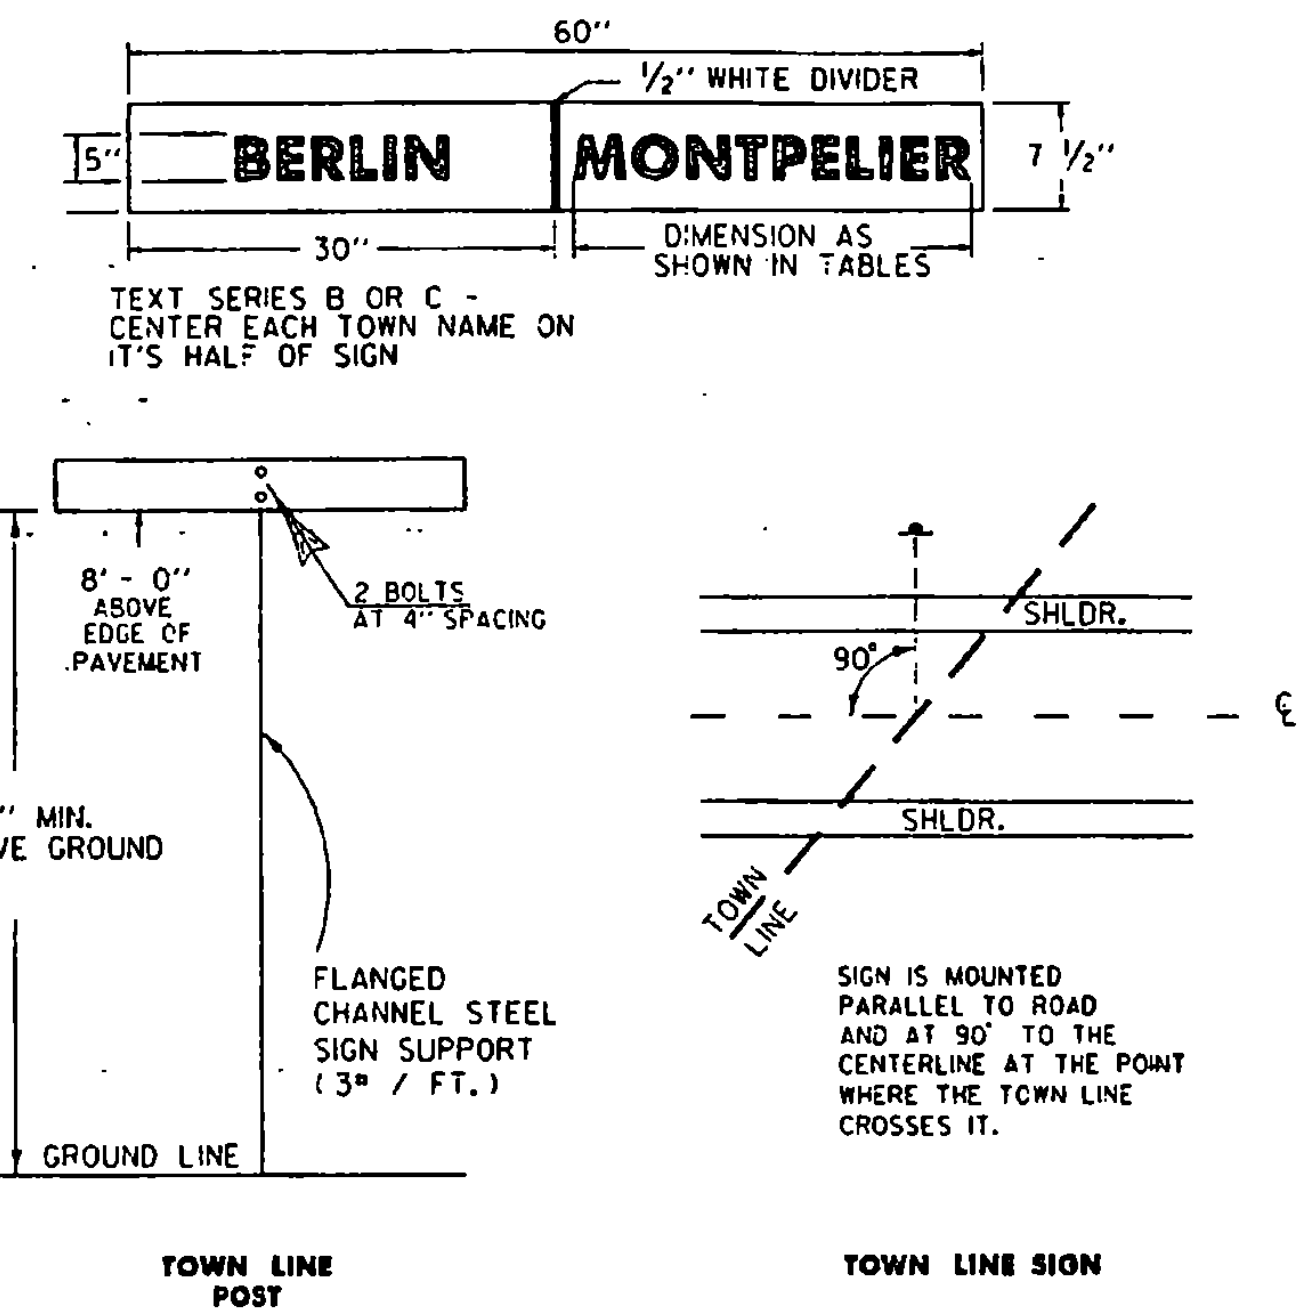 60"
1/2" WHITE DIVIDER
5"
BERLIN
MONTPELIER
7 1/2"
30"
DIMENSION AS
SHOWN IN TABLES
TEXT SERIES B OR C -
CENTER EACH TOWN NAME ON
IT'S HALF OF SIGN
8' - 0"
ABOVE
EDGE OF
PAVEMENT
2 BOLTS
AT 4" SPACING
" MIN.
VE GROUND
FLANGED
CHANNEL STEEL
SIGN SUPPORT
(3# / FT.)
GROUND LINE
TOWN LINE
POST
SHLDR.
90°
℄
SHLDR.
TOWN
LINE
SIGN IS MOUNTED
PARALLEL TO ROAD
AND AT 90° TO THE
CENTERLINE AT THE POINT
WHERE THE TOWN LINE
CROSSES IT.
TOWN LINE SIGN